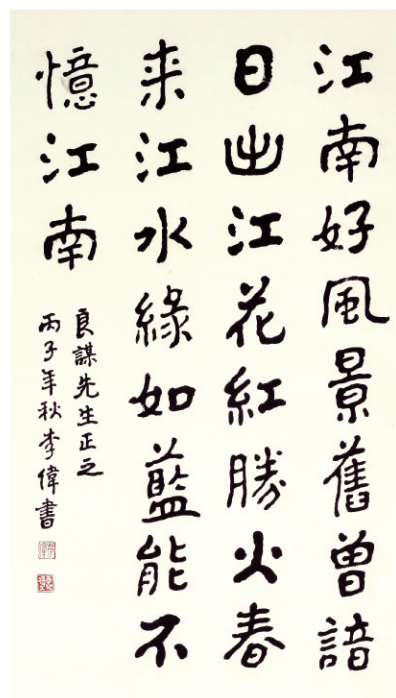 江南好風景舊曾諳
日出江花紅勝火春
来江水綠如藍能不
憶江南
良謀先生正之
丙子年秋李偉書